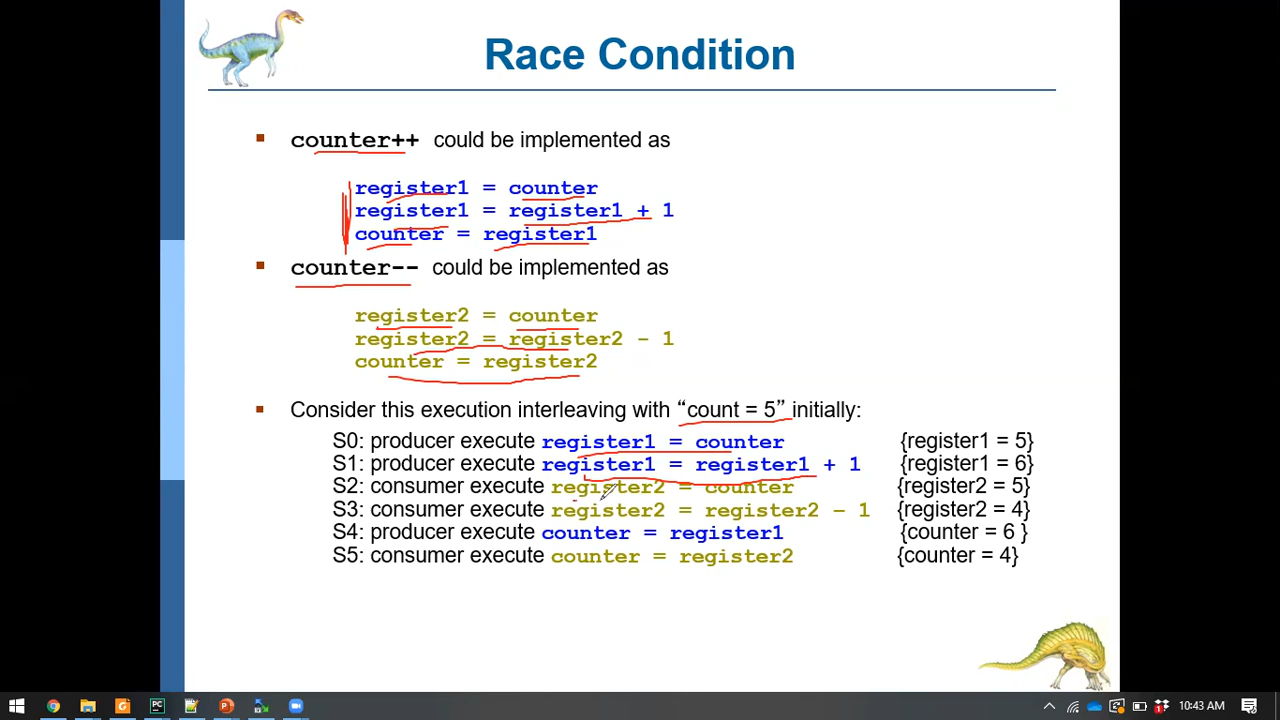 Race Condition
counter++ could be implemented as
register1 = counter
register1 = register1 + 1
counter = register1
counter-- could be implemented as
register2 = counter
register2 = register2 - 1
counter = register2
Consider this execution interleaving with “count = 5” initially:
S0: producer execute register1 = counter {register1 = 5}
S1: producer execute register1 = register1 + 1 {register1 = 6}
S2: consumer execute register2 = counter {register2 = 5}
S3: consumer execute register2 = register2 – 1 {register2 = 4}
S4: producer execute counter = register1 {counter = 6 }
S5: consumer execute counter = register2 {counter = 4}
PC
10:43 AM